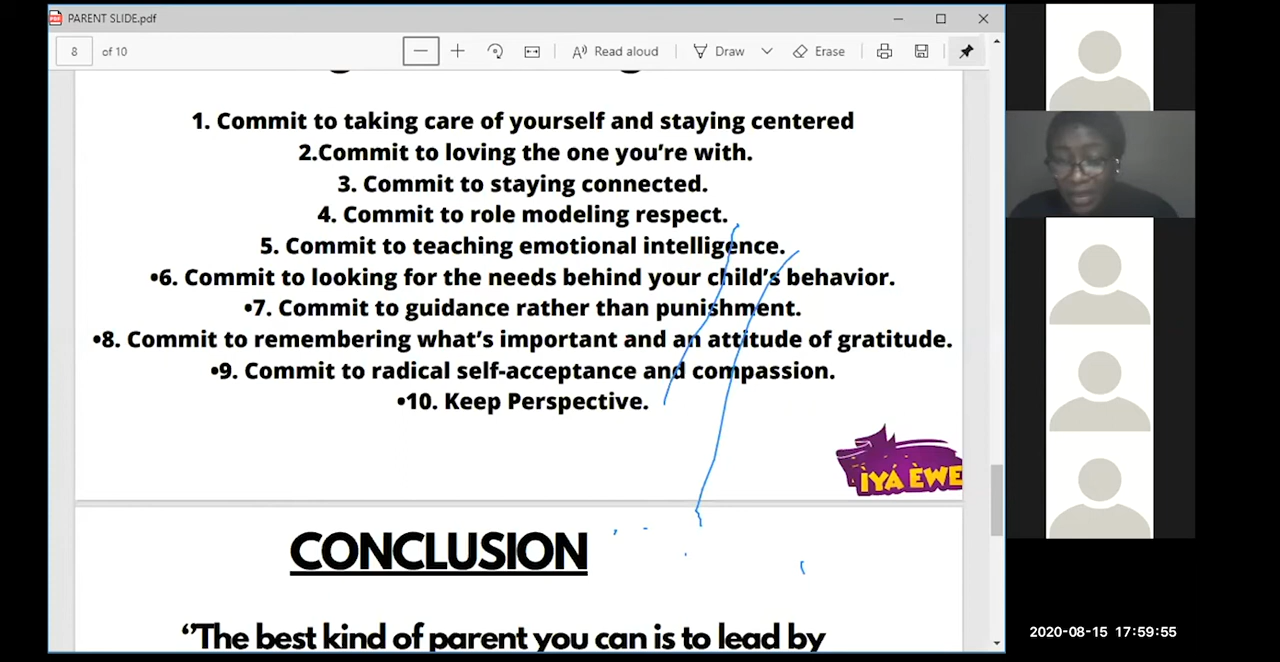 PARENT SLIDE.pdf
8 of 10
Read aloud
Draw
Erase
1. Commit to taking care of yourself and staying centered
2.Commit to loving the one you’re with.
3. Commit to staying connected.
4. Commit to role modeling respect.
5. Commit to teaching emotional intelligence.
•6. Commit to looking for the needs behind your child’s behavior.
•7. Commit to guidance rather than punishment.
•8. Commit to remembering what’s important and an attitude of gratitude.
•9. Commit to radical self-acceptance and compassion.
•10. Keep Perspective.
ÌYÁ ÈWE
CONCLUSION
‘’The best kind of parent you can is to lead by
2020-08-15 17:59:55